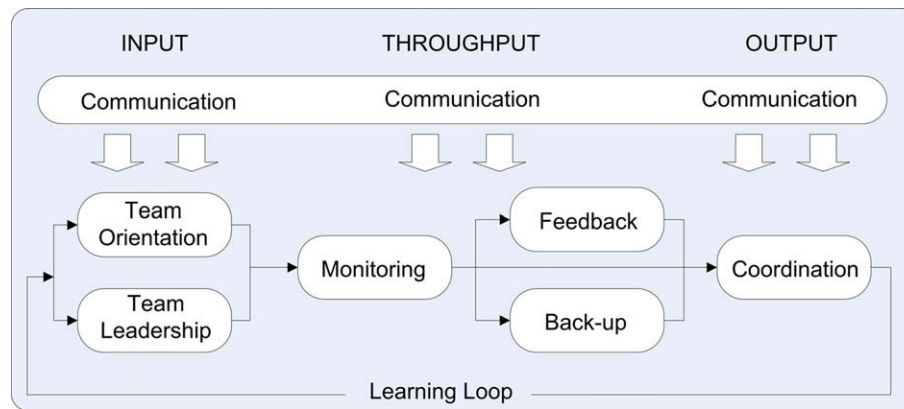 INPUT THROUGHPUT OUTPUT
Communication Communication Communication
Team
Orientation
Feedback
Monitoring
Coordination
Team
Leadership
Back-up
Learning Loop